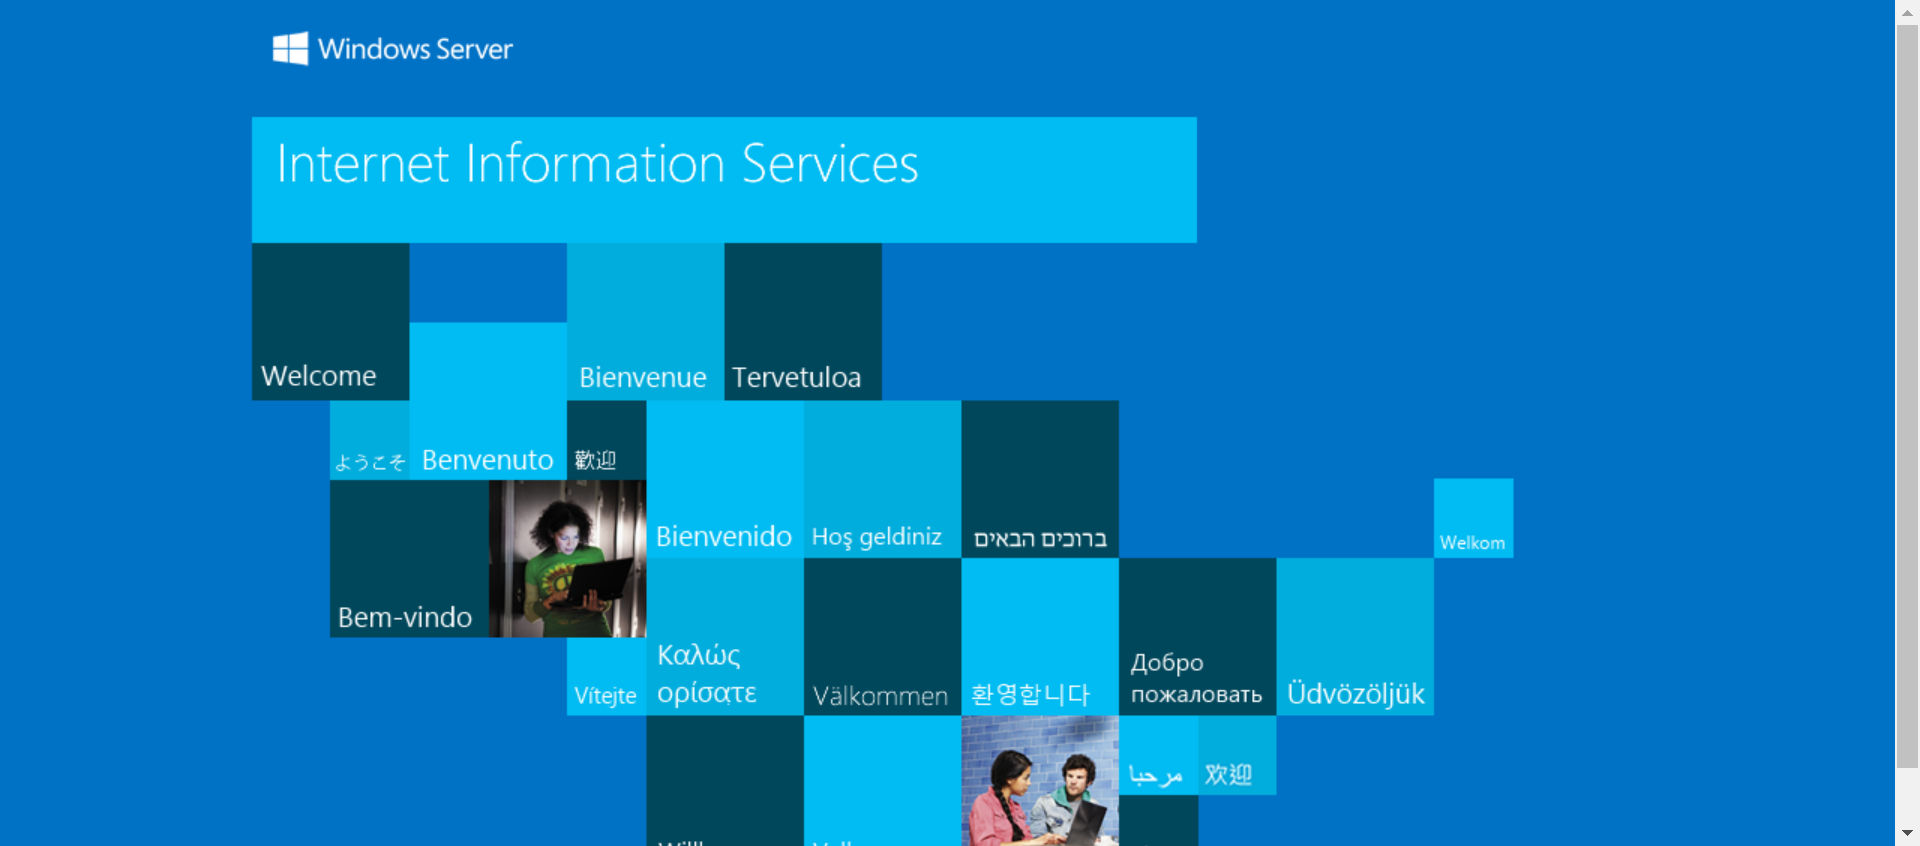 Windows Server
Internet Information Services
Welcome
Bienvenue
Tervetuloa
ようこそ
Benvenuto
歡迎
Bienvenido
Hoş geldiniz
ברוכים הבאים
Welkom
Bem-vindo
Vítejte
Καλώς
ορίσατε
Välkommen
환영합니다
Добро
пожаловать
Üdvözöljük
مرحبا
欢迎